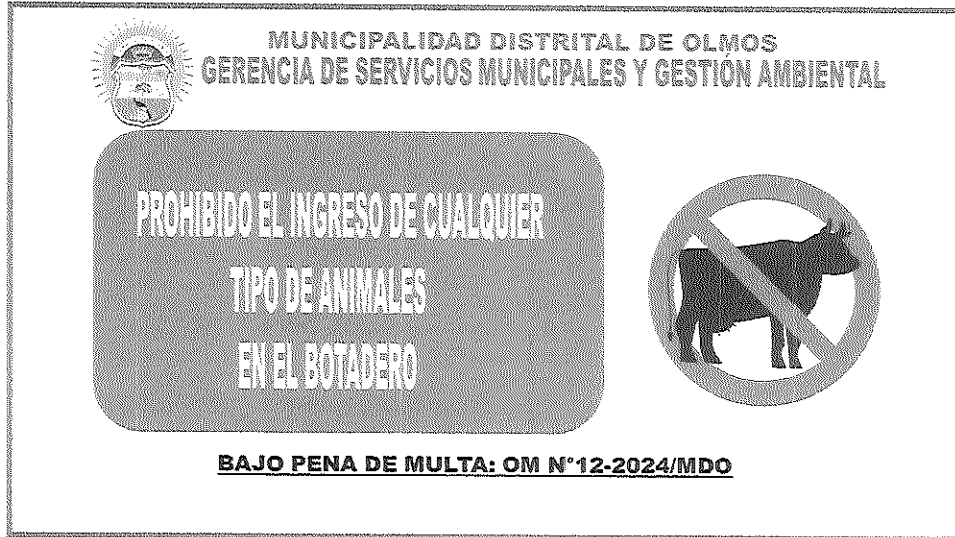 MUNICIPALIDAD DISTRITAL DE OLMOS
GERENCIA DE SERVICIOS MUNICIPALES Y GESTIÓN AMBIENTAL
PROHIBIDO EL INGRESO DE CUALQUIER
TIPO DE ANIMALES
EN EL BOTADERO
BAJO PENA DE MULTA: OM N°12-2024/MDO